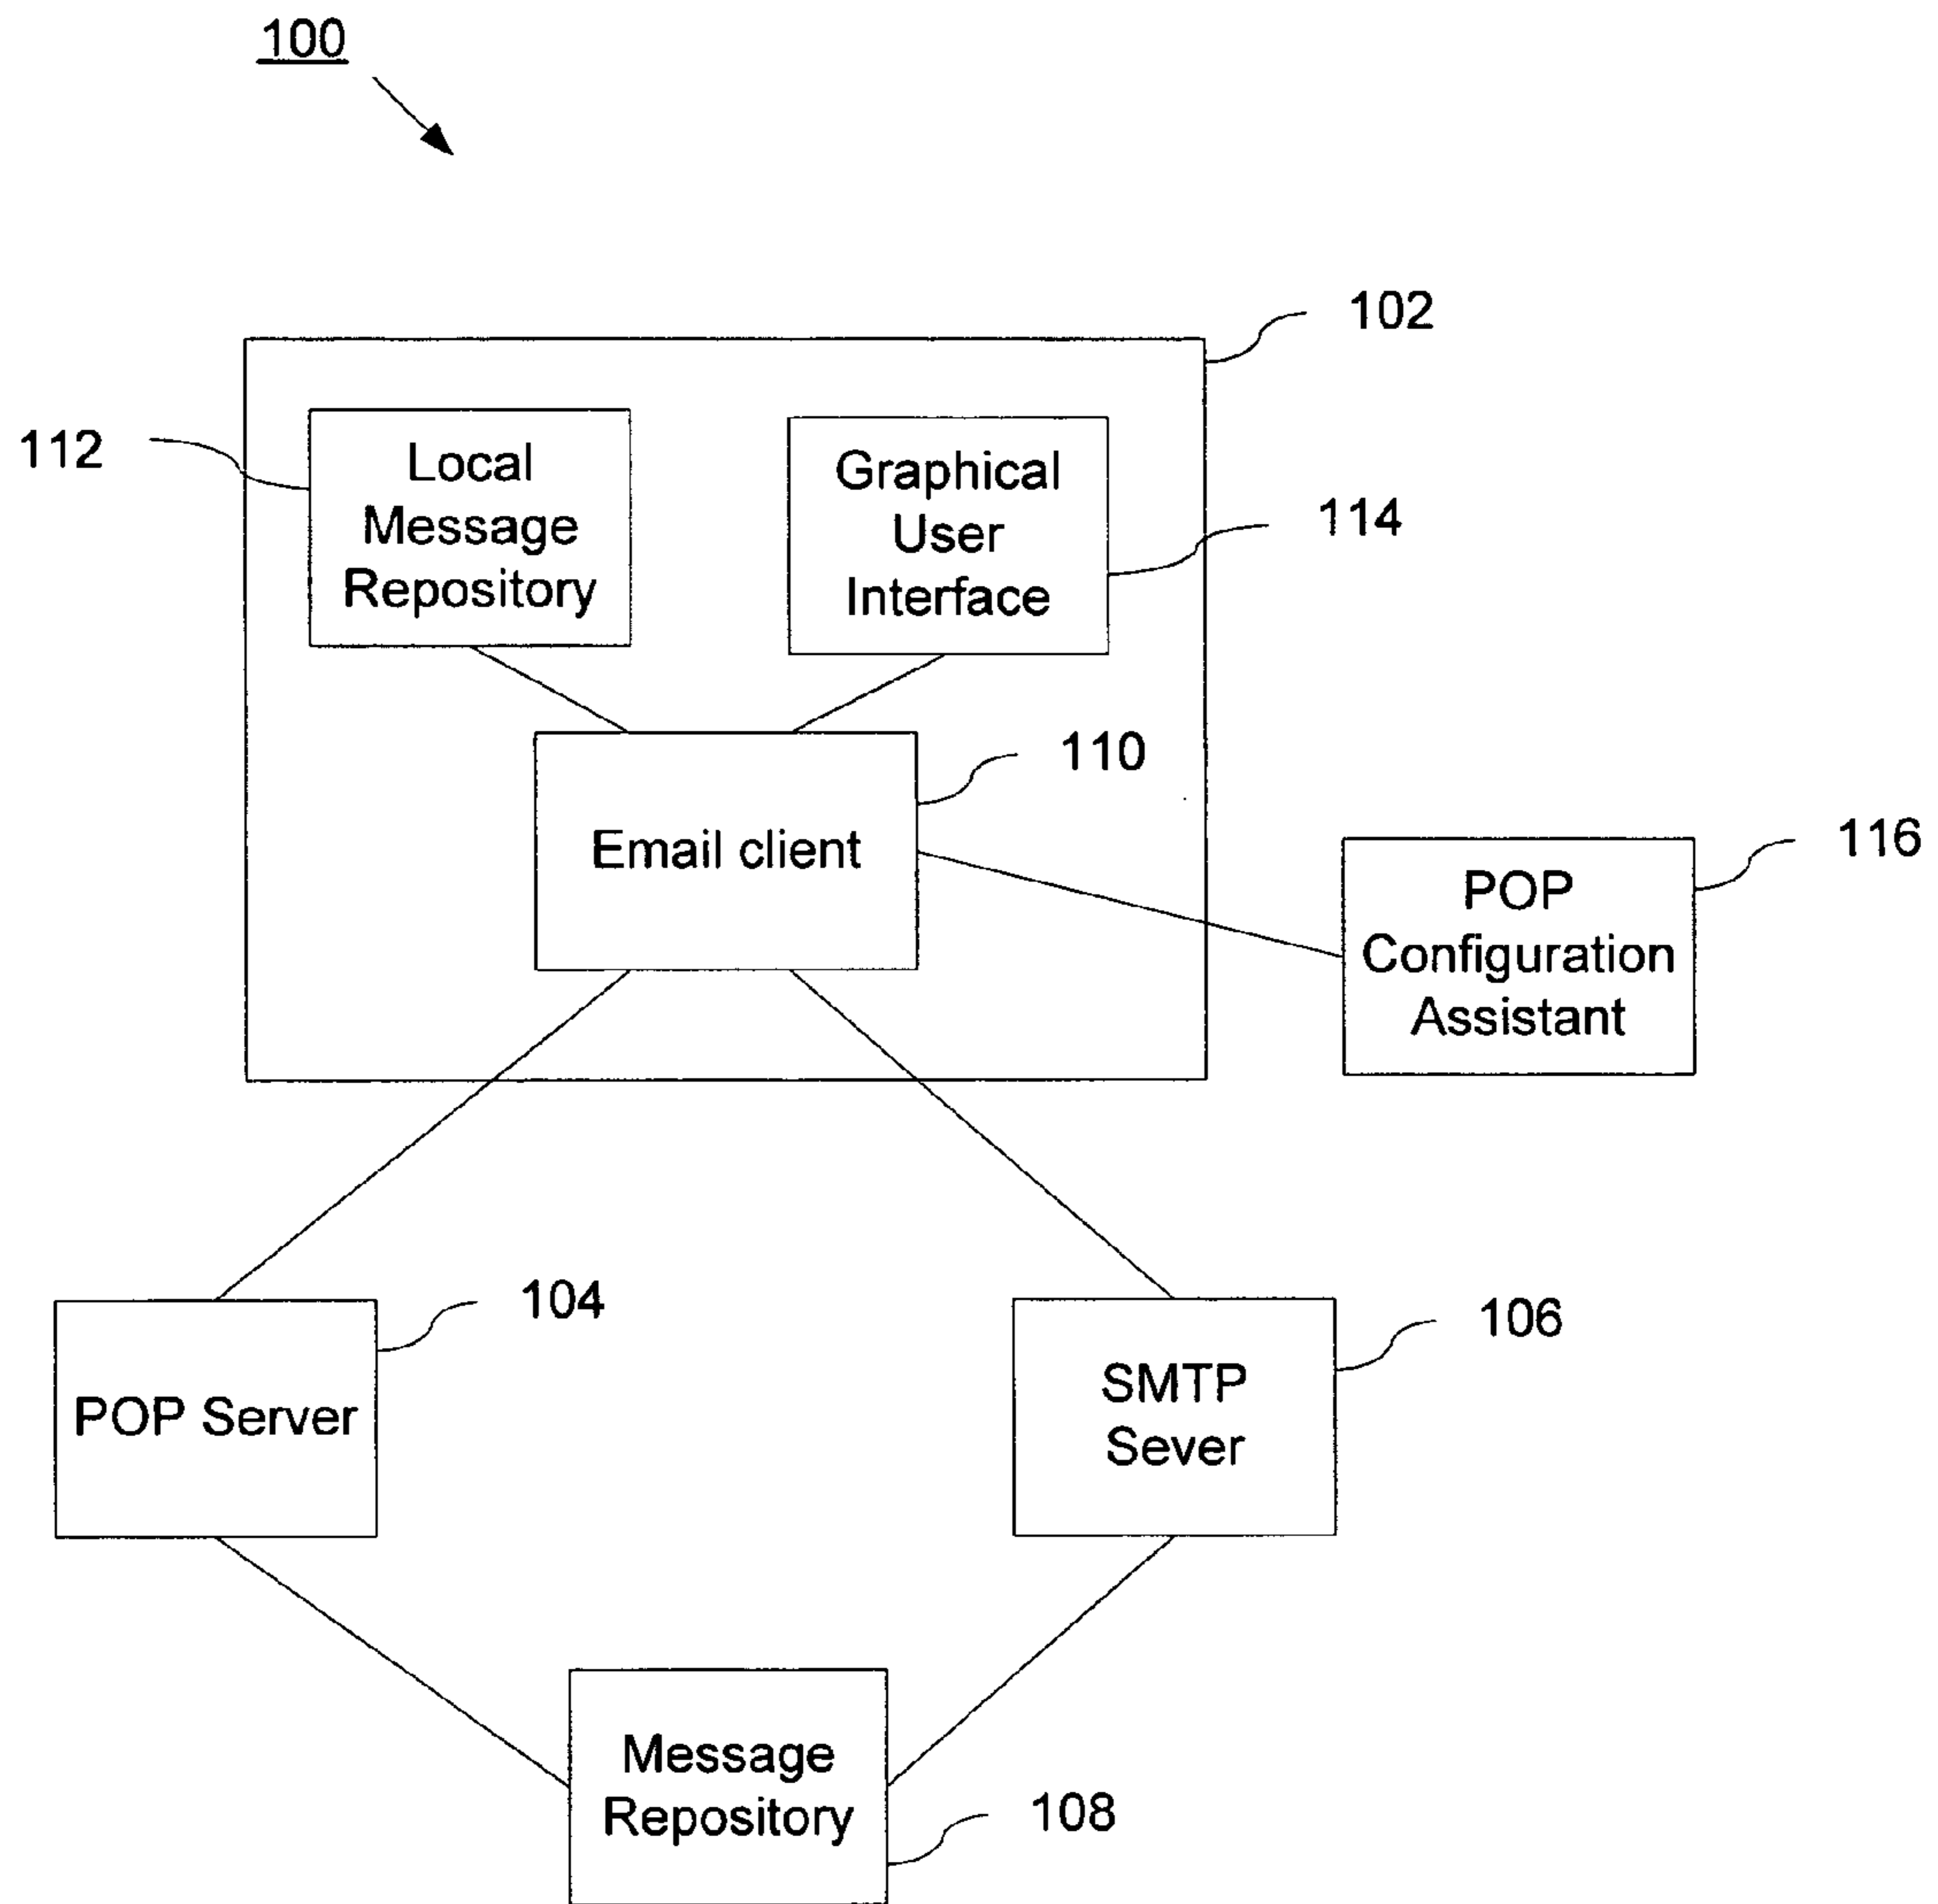 100
102
112
Local
Message
Repository
Graphical
User
Interface
114
110
Email client
116
POP
Configuration
Assistant
104
POP Server
106
SMTP
Sever
Message
Repository
108